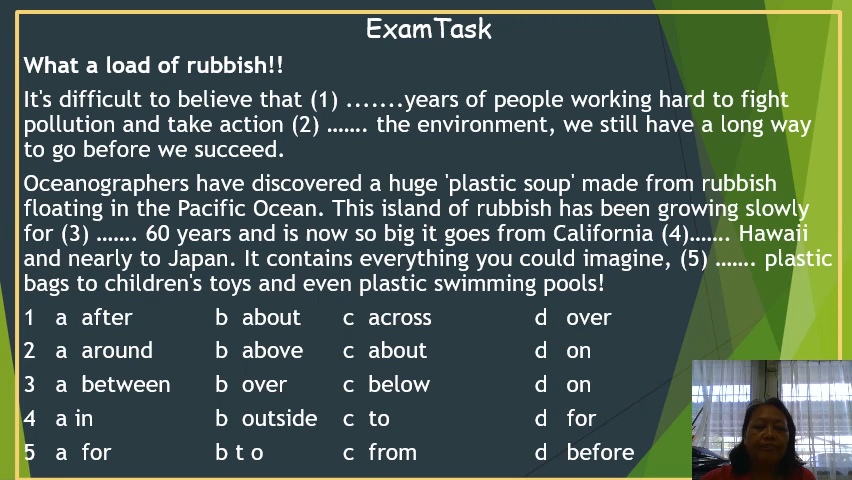 ExamTask
What a load of rubbish!!
It's difficult to believe that (1) .......years of people working hard to fight
pollution and take action (2) ....... the environment, we still have a long way
to go before we succeed.
Oceanographers have discovered a huge 'plastic soup' made from rubbish
floating in the Pacific Ocean. This island of rubbish has been growing slowly
for (3) ....... 60 years and is now so big it goes from California (4)....... Hawaii
and nearly to Japan. It contains everything you could imagine, (5) ....... plastic
bags to children's toys and even plastic swimming pools!
1 a after b about c across d over
2 a around b above c about d on
3 a between b over c below d on
4 a in b outside c to d for
5 a for b t o c from d before